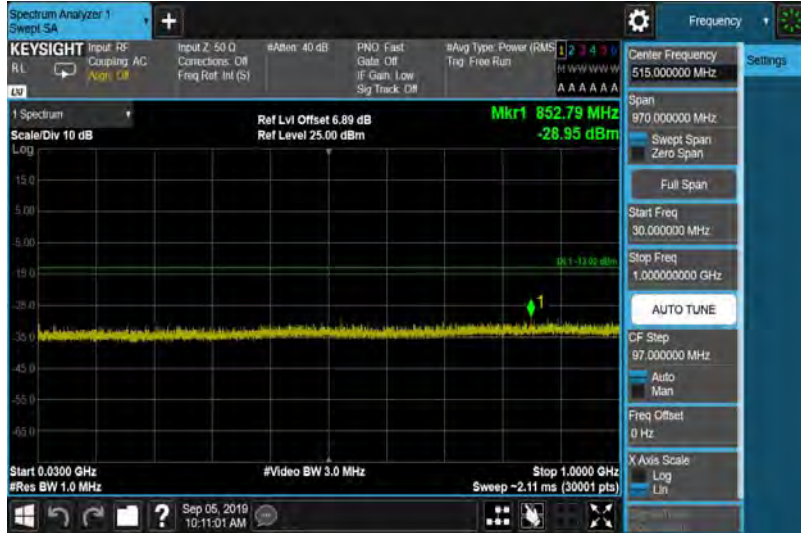 Spectrum Analyzer 1
Swept SA
Frequency
KEYSIGHT
RL
Input: RF
Coupling: AC
Align: Off
Input Z: 50 Ω
Corrections: Off
Freq Ref: Int (S)
#Atten: 40 dB
PNO: Fast
Gate: Off
IF Gain: Low
Sig Track: Off
#Avg Type: Power (RMS
Trig: Free Run
1 2 3 4 5 6
M W W W W W
A A A A A A
LXI
1 Spectrum
Scale/Div 10 dB
Ref Lvl Offset 6.89 dB
Ref Level 25.00 dBm
Mkr1 852.79 MHz
-28.95 dBm
Log
15.0
5.00
-5.00
-15.0
-25.0
-35.0
-45.0
-55.0
-65.0
1
Start 0.0300 GHz
#Res BW 1.0 MHz
#Video BW 3.0 MHz
Stop 1.0000 GHz
Sweep ~2.11 ms (30001 pts)
Sep 05, 2019
10:11:01 AM
Center Frequency
515.000000 MHz
Settings
Span
970.000000 MHz
Swept Span
Zero Span
Full Span
Start Freq
30.000000 MHz
Stop Freq
1.000000000 GHz
AUTO TUNE
CF Step
97.000000 MHz
Auto
Man
Freq Offset
0 Hz
X Axis Scale
Log
Lin